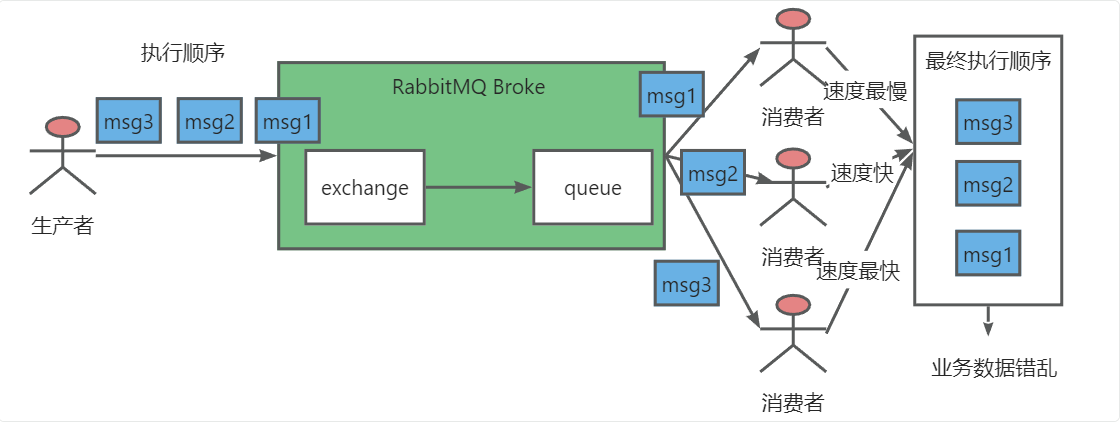 执行顺序
msg3
msg2
msg1
生产者
RabbitMQ Broke
exchange
queue
msg1
msg2
msg3
消费者
消费者
消费者
速度最慢
速度快
速度最快
最终执行顺序
msg3
msg2
msg1
业务数据错乱